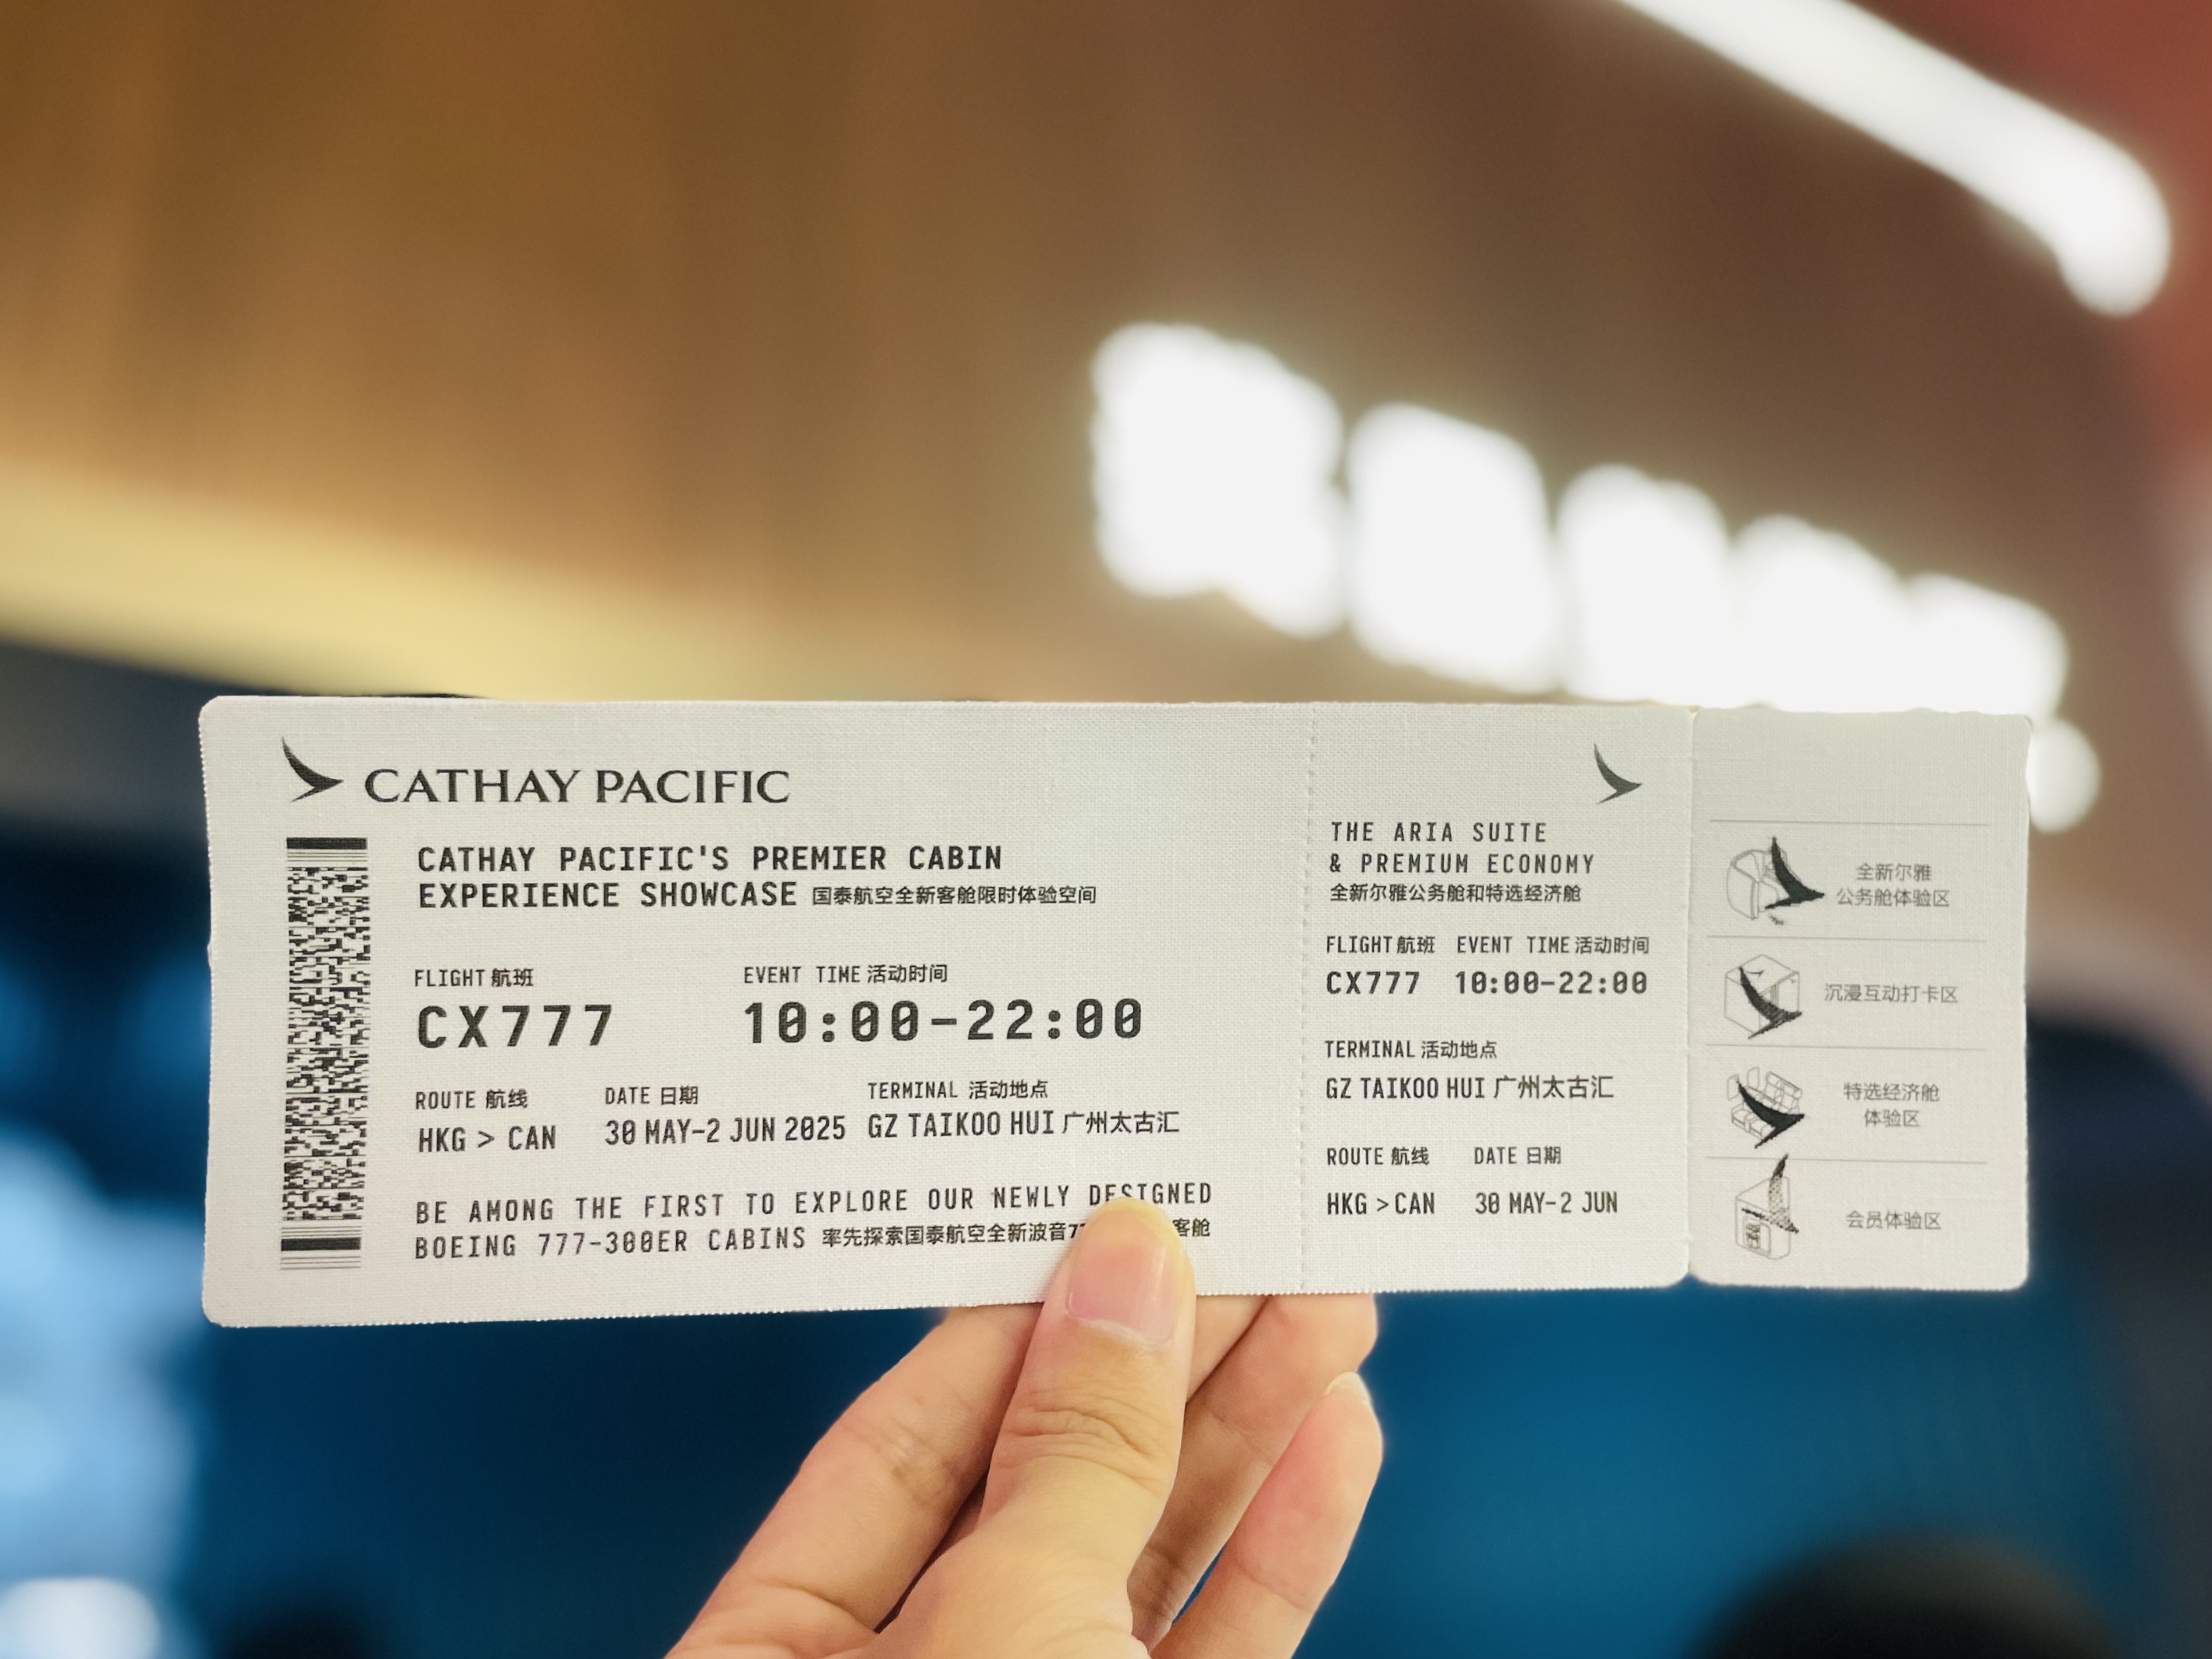 CATHAY PACIFIC
CATHAY PACIFIC'S PREMIER CABIN
EXPERIENCE SHOWCASE 国泰航空全新客舱限时体验空间
FLIGHT 航班 EVENT TIME 活动时间
CX777 10:00-22:00
ROUTE 航线 DATE 日期 TERMINAL 活动地点
HKG > CAN 30 MAY-2 JUN 2025 GZ TAIKOO HUI 广州太古汇
BE AMONG THE FIRST TO EXPLORE OUR NEWLY DESIGNED
BOEING 777-300ER CABINS 率先探索国泰航空全新波音 客舱
THE ARIA SUITE
& PREMIUM ECONOMY
全新尔雅公务舱和特选经济舱
FLIGHT 航班 EVENT TIME 活动时间
CX777 10:00-22:00
TERMINAL 活动地点
GZ TAIKOO HUI 广州太古汇
ROUTE 航线 DATE 日期
HKG > CAN 30 MAY-2 JUN
全新尔雅
公务舱体验区
沉浸互动打卡区
特选经济舱
体验区
会员体验区